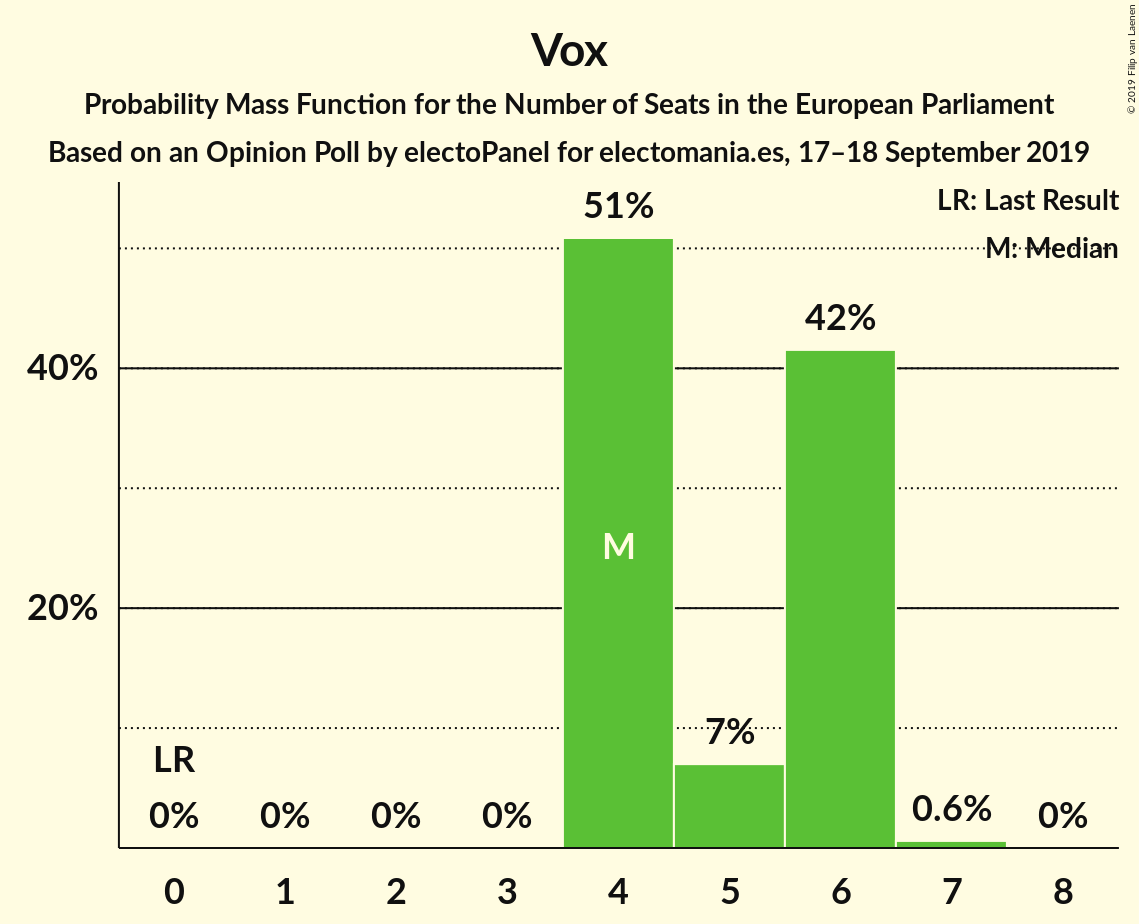 Vox
Probability Mass Function for the Number of Seats in the European Parliament
Based on an Opinion Poll by electoPanel for electomania.es, 17–18 September 2019
© 2019 Filip van Laenen
LR: Last Result
M: Median
51%
42%
40%
M
20%
7%
LR
0%
0%
0%
0%
0.6%
0%
0
1
2
3
4
5
6
7
8